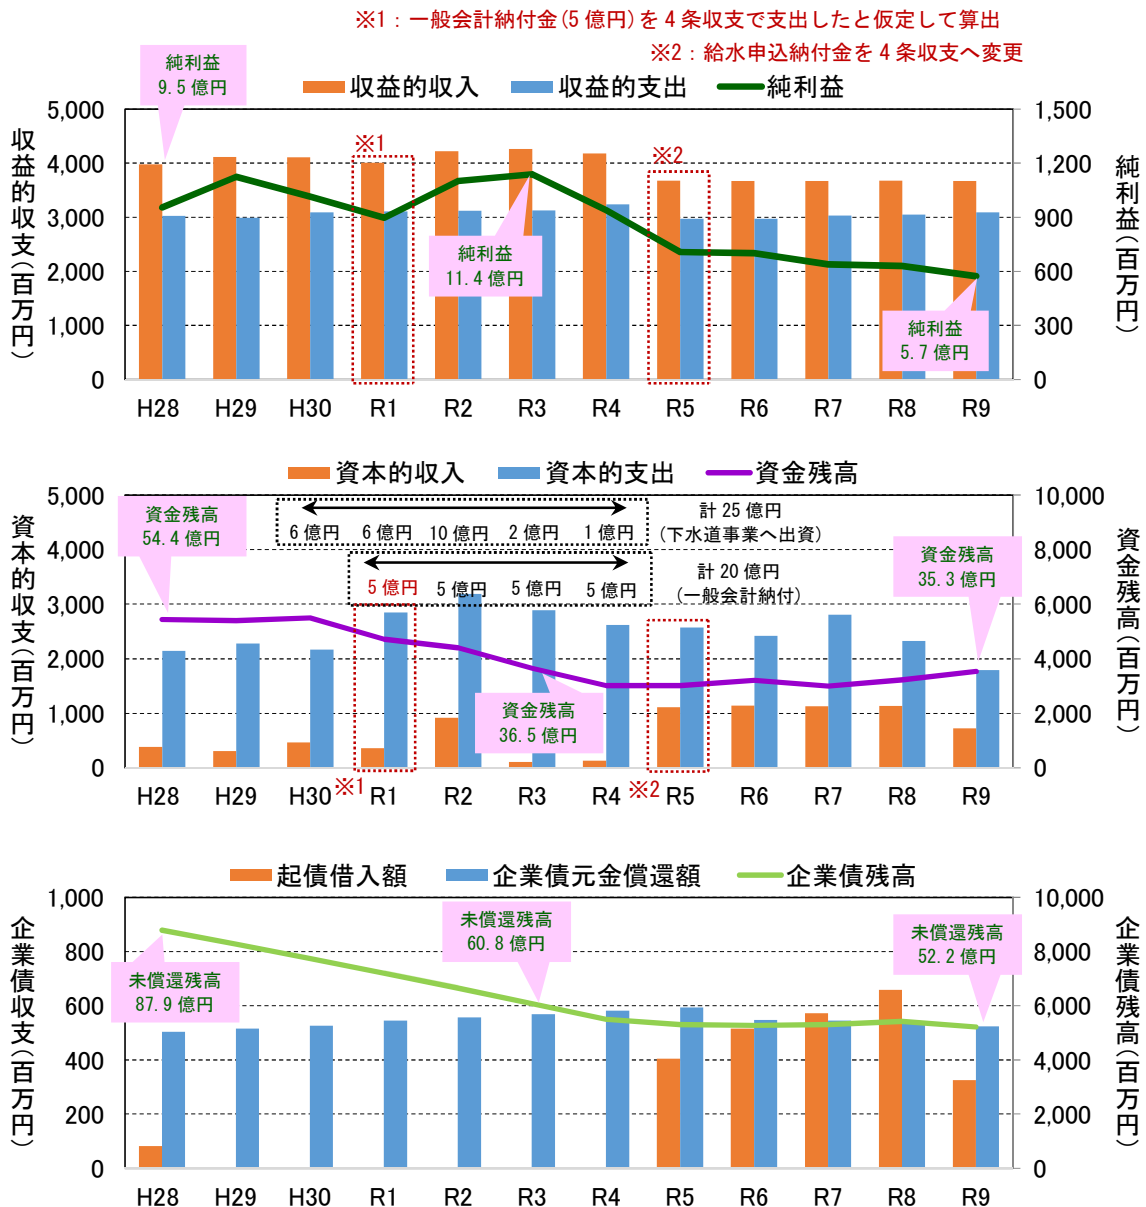 ※1：一般会計納付金(5億円)を4条収支で支出したと仮定して算出
※2：給水申込納付金を4条収支へ変更
収益的収入 収益的支出 純利益
純利益
9.5億円
収益的収支(百万円)
5,000
4,000
3,000
2,000
1,000
0
※1
※2
純利益
11.4億円
純利益
5.7億円
1,500
1,200
900
600
300
0
純利益(百万円)
H28 H29 H30 R1 R2 R3 R4 R5 R6 R7 R8 R9
資本的収入 資本的支出 資金残高
資本的収支(百万円)
5,000
4,000
3,000
2,000
1,000
0
資金残高
54.4億円
6億円 6億円 10億円 2億円 1億円
計25億円
(下水道事業へ出資)
5億円 5億円 5億円 5億円
計20億円
(一般会計納付)
資金残高
36.5億円
資金残高
35.3億円
10,000
8,000
6,000
4,000
2,000
0
資金残高(百万円)
※1
※2
H28 H29 H30 R1 R2 R3 R4 R5 R6 R7 R8 R9
起債借入額 企業債元金償還額 企業債残高
企業債収支(百万円)
1,000
800
600
400
200
0
未償還残高
87.9億円
未償還残高
60.8億円
未償還残高
52.2億円
10,000
8,000
6,000
4,000
2,000
0
企業債残高(百万円)
H28 H29 H30 R1 R2 R3 R4 R5 R6 R7 R8 R9